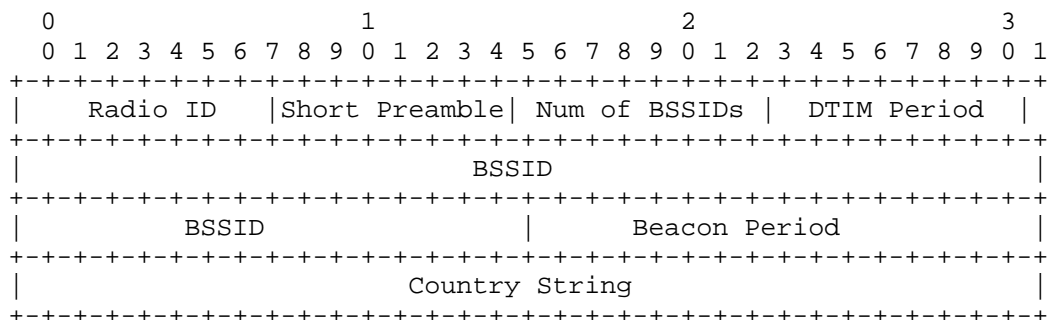 0                   1                   2                   3
 0 1 2 3 4 5 6 7 8 9 0 1 2 3 4 5 6 7 8 9 0 1 2 3 4 5 6 7 8 9 0 1
+-+-+-+-+-+-+-+-+-+-+-+-+-+-+-+-+-+-+-+-+-+-+-+-+-+-+-+-+-+-+-+-+
|    Radio ID   |Short Preamble| Num of BSSIDs |  DTIM Period  |
+-+-+-+-+-+-+-+-+-+-+-+-+-+-+-+-+-+-+-+-+-+-+-+-+-+-+-+-+-+-+-+-+
|                            BSSID                              |
+-+-+-+-+-+-+-+-+-+-+-+-+-+-+-+-+-+-+-+-+-+-+-+-+-+-+-+-+-+-+-+-+
|          BSSID                |      Beacon Period            |
+-+-+-+-+-+-+-+-+-+-+-+-+-+-+-+-+-+-+-+-+-+-+-+-+-+-+-+-+-+-+-+-+
|                        Country String                         |
+-+-+-+-+-+-+-+-+-+-+-+-+-+-+-+-+-+-+-+-+-+-+-+-+-+-+-+-+-+-+-+-+